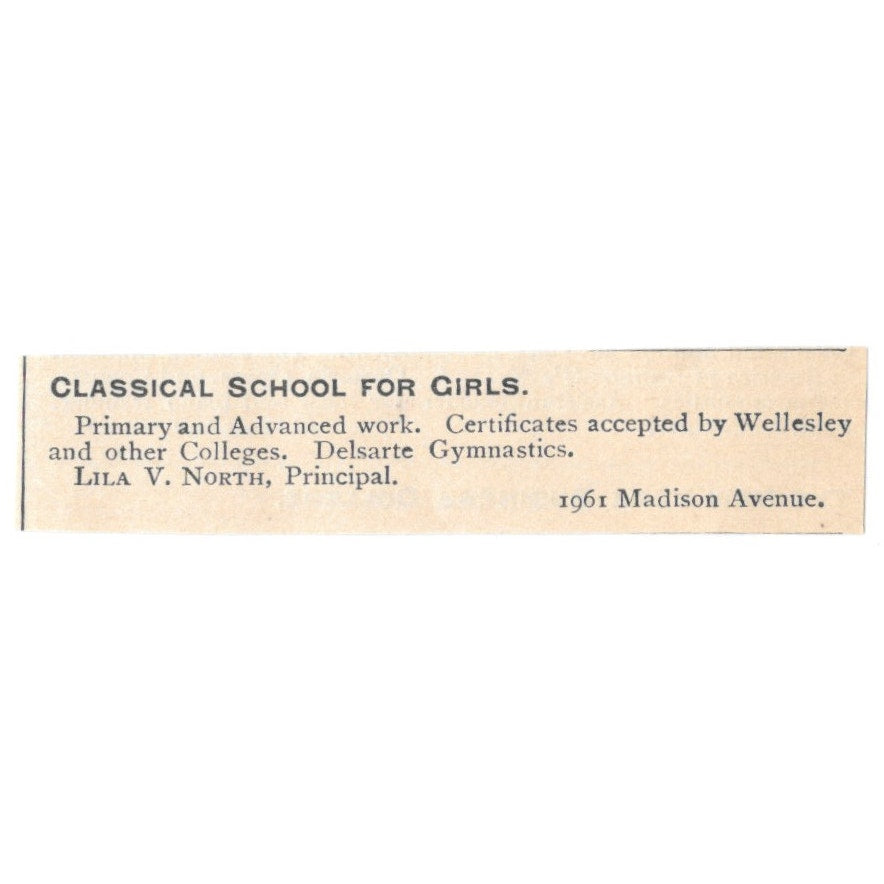 CLASSICAL SCHOOL FOR GIRLS.
Primary and Advanced work. Certificates accepted by Wellesley
and other Colleges. Delsarte Gymnastics.
LILA V. NORTH, Principal.
1961 Madison Avenue.